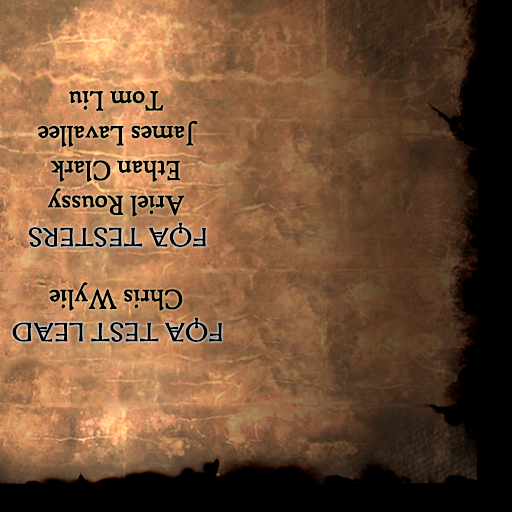 FQA TEST LEAD
Chris Wylie
FQA TESTERS
Ariel Roussy
Ethan Clark
James Lavallee
Tom Liu